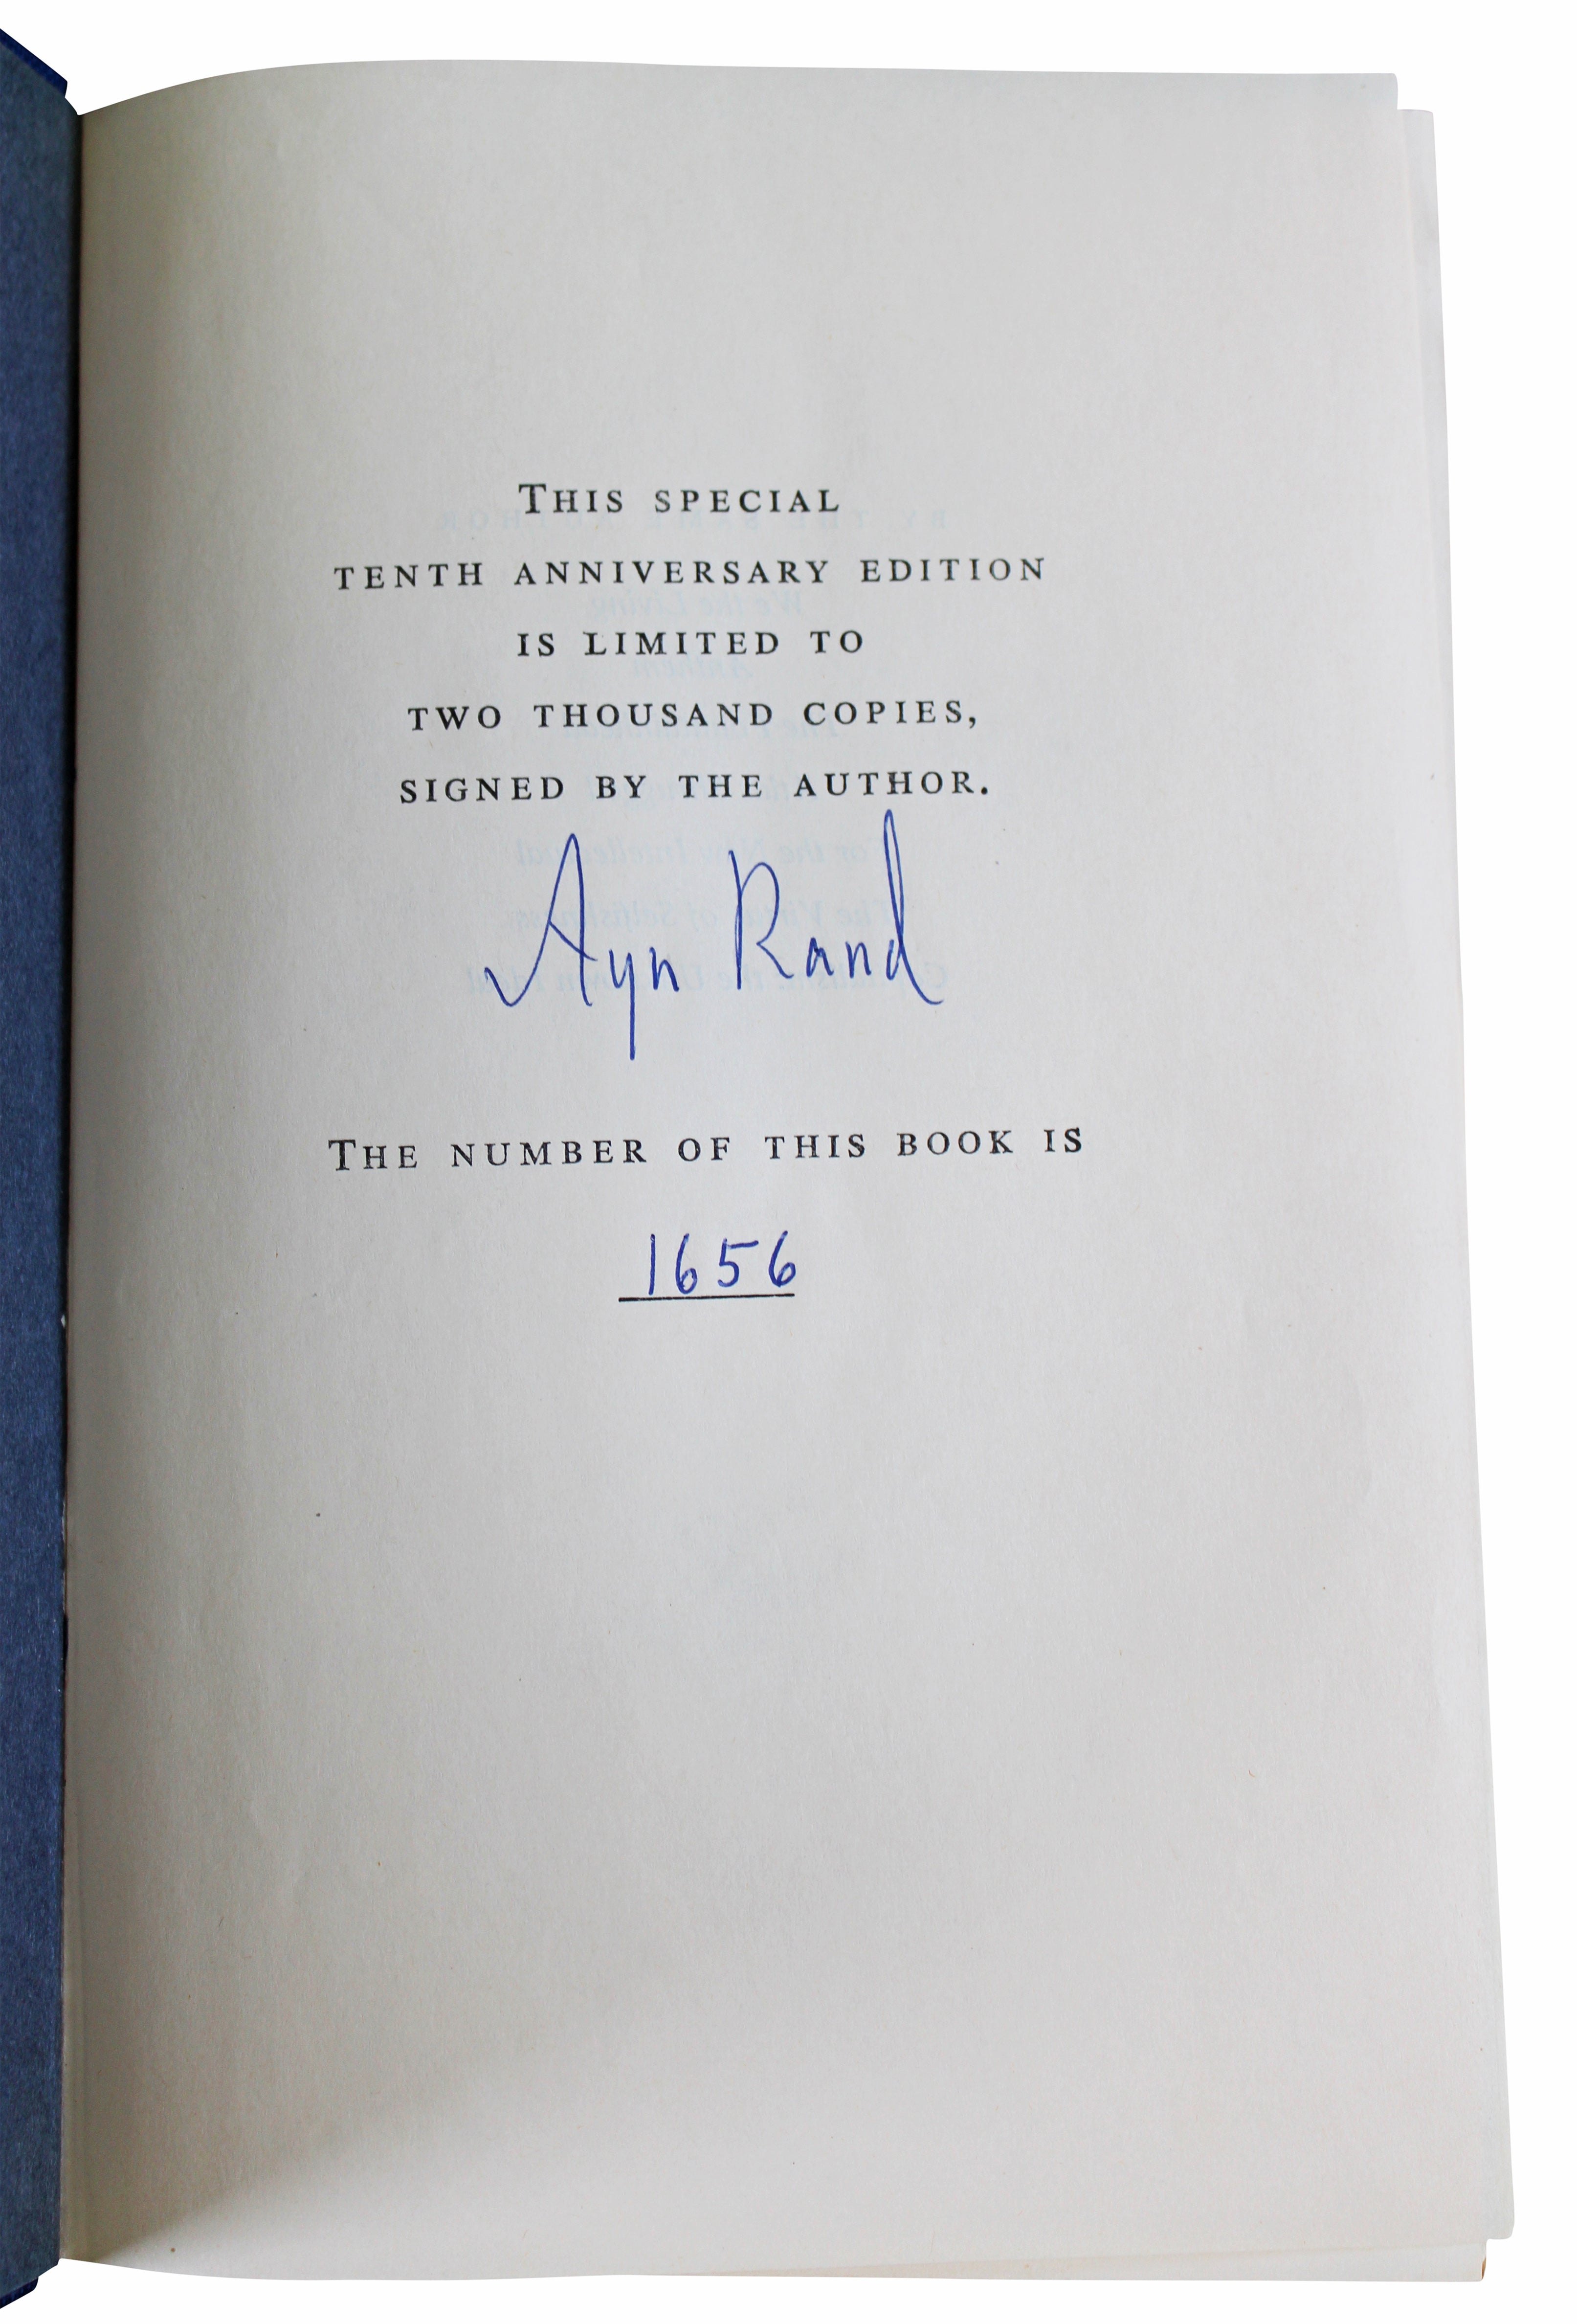 THIS SPECIAL
TENTH ANNIVERSARY EDITION
IS LIMITED TO
TWO THOUSAND COPIES,
SIGNED BY THE AUTHOR.
Ayn Rand
THE NUMBER OF THIS BOOK IS
1656